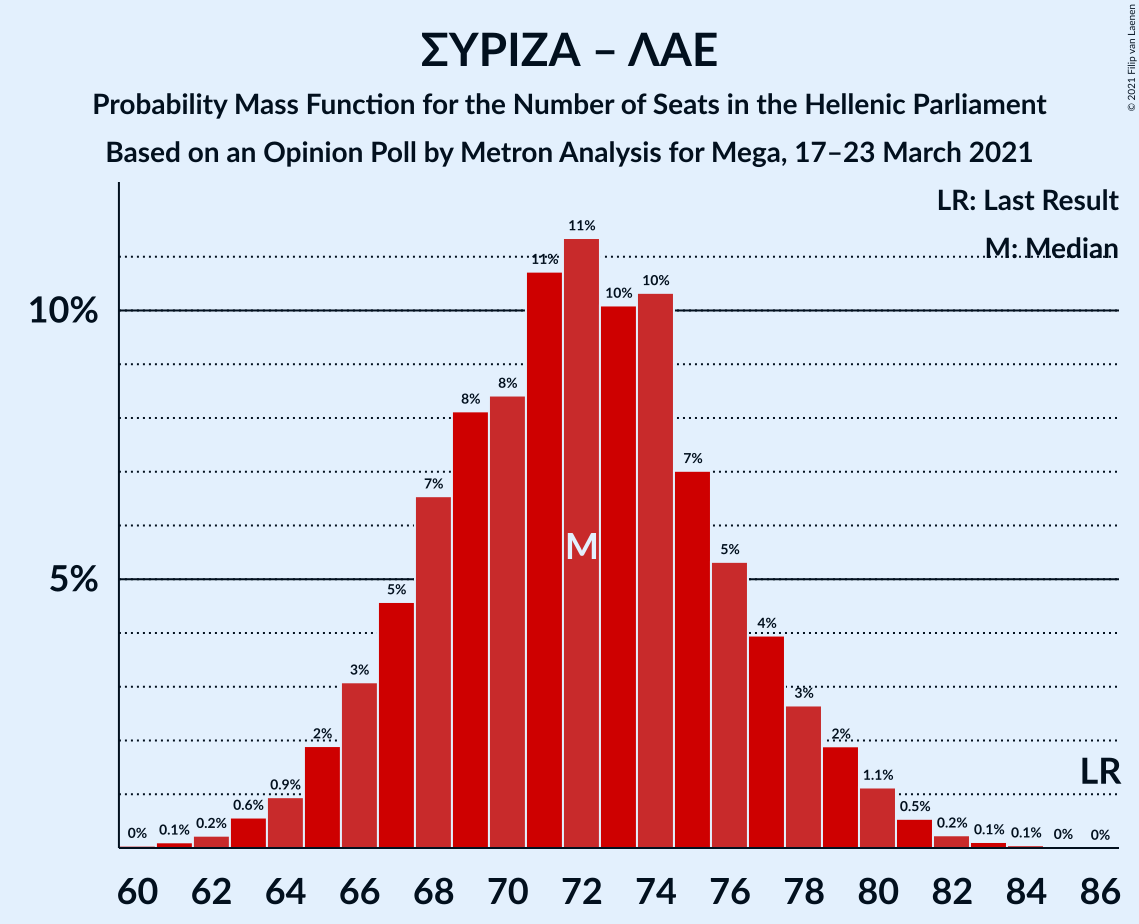 ΣΥΡΙΖΑ – ΛΑΕ
Probability Mass Function for the Number of Seats in the Hellenic Parliament
Based on an Opinion Poll by Metron Analysis for Mega, 17–23 March 2021
© 2021 Filip van Laenen
LR: Last Result
M: Median
10%
5%
0% 0.1% 0.2% 0.6% 0.9% 2% 3% 5% 7% 8% 8% 11% 11% 10% 10% 7% 5% 4% 3% 2% 1.1% 0.5% 0.2% 0.1% 0.1% 0% 0%
M
LR
60 62 64 66 68 70 72 74 76 78 80 82 84 86